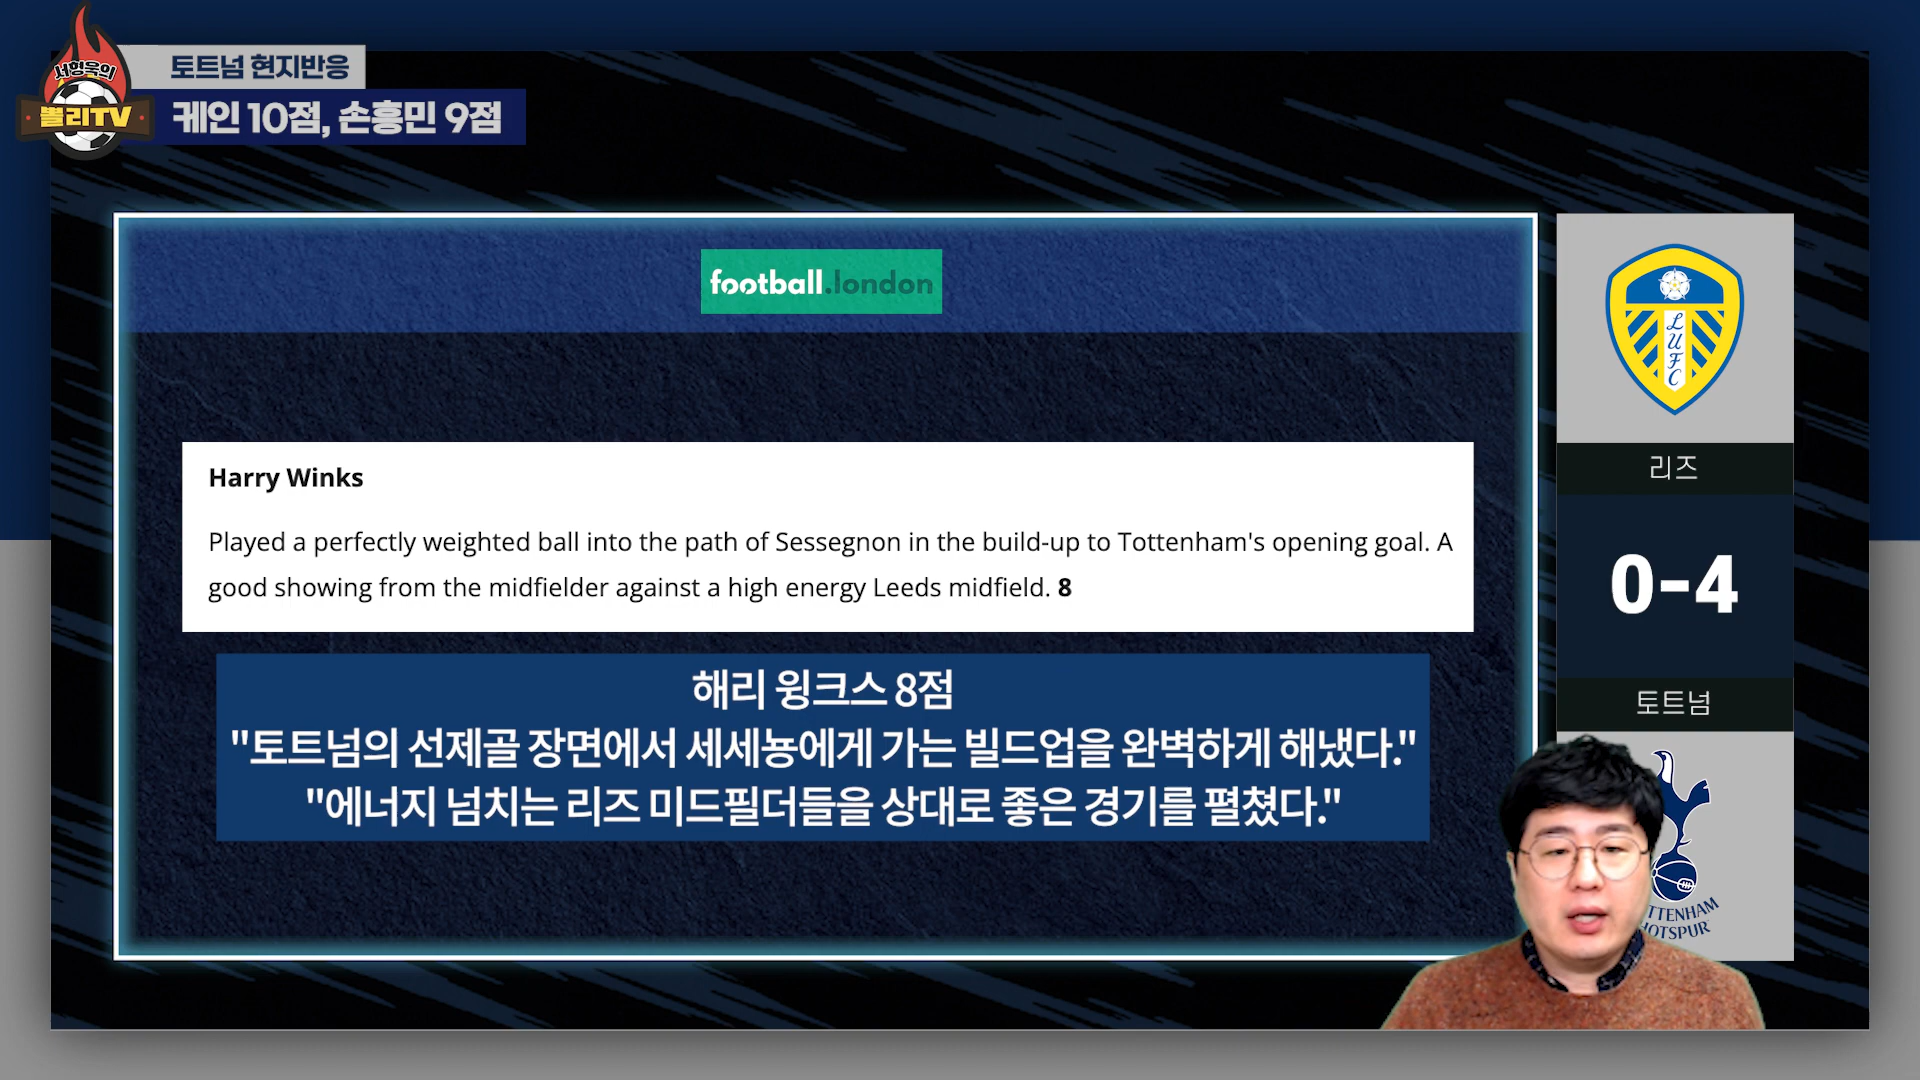 서형욱의
뽈리TV
토트넘 현지반응
케인 10점, 손흥민 9점
football.london
Harry Winks
Played a perfectly weighted ball into the path of Sessegnon in the build-up to Tottenham's opening goal. A
good showing from the midfielder against a high energy Leeds midfield. 8
해리 윙크스 8점
"토트넘의 선제골 장면에서 세세뇽에게 가는 빌드업을 완벽하게 해냈다."
"에너지 넘치는 리즈 미드필더들을 상대로 좋은 경기를 펼쳤다."
LUFC
리즈
0-4
토트넘
TTENHAM
HOTSPUR